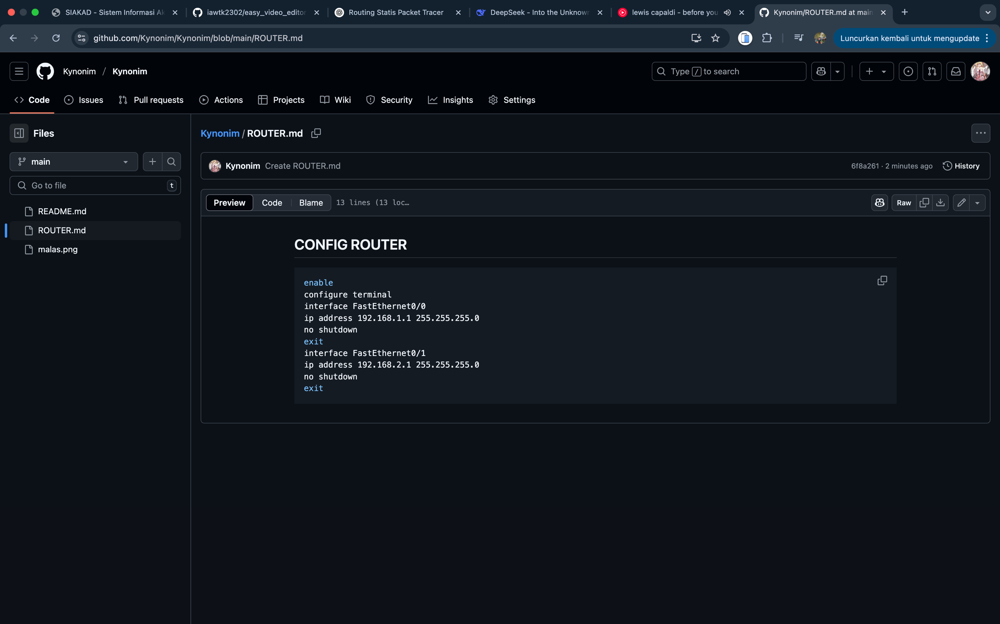 SIAKAD - Sistem Informasi Ak
iawtk2302/easy_video_editor
Routing Statis Packet Tracer
DeepSeek - Into the Unknown
lewis capaldi - before you
Kynonim/ROUTER.md at main
github.com/Kynonim/Kynonim/blob/main/ROUTER.md
Luncurkan kembali untuk mengupdate
Kynonim / Kynonim
Type / to search
Code
Issues
Pull requests
Actions
Projects
Wiki
Security
Insights
Settings
Files
main
Go to file
t
README.md
ROUTER.md
malas.png
Kynonim / ROUTER.md
Kynonim Create ROUTER.md
6f8a261 · 2 minutes ago
History
Preview
Code
Blame
13 lines (13 loc…
Raw
CONFIG ROUTER
enable
configure terminal
interface FastEthernet0/0
ip address 192.168.1.1 255.255.255.0
no shutdown
exit
interface FastEthernet0/1
ip address 192.168.2.1 255.255.255.0
no shutdown
exit